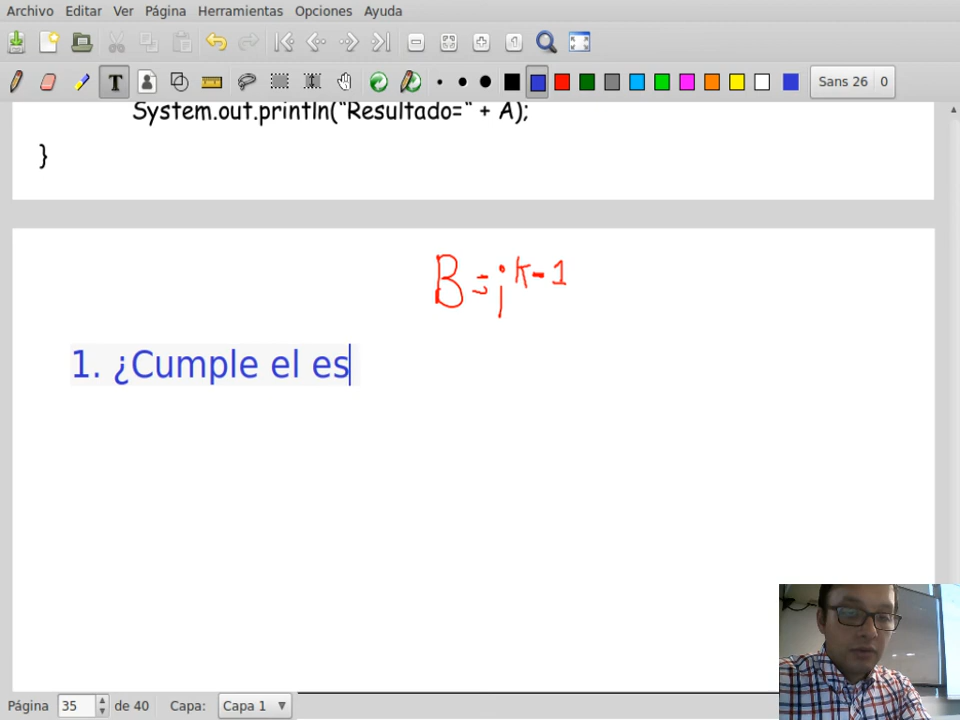 Archivo Editar Ver Página Herramientas Opciones Ayuda
T Sans 26 0
System.out.println("Resultado=" + A);
}
B=j^k-1
1. ¿Cumple el es
Página 35 de 40 Capa: Capa 1